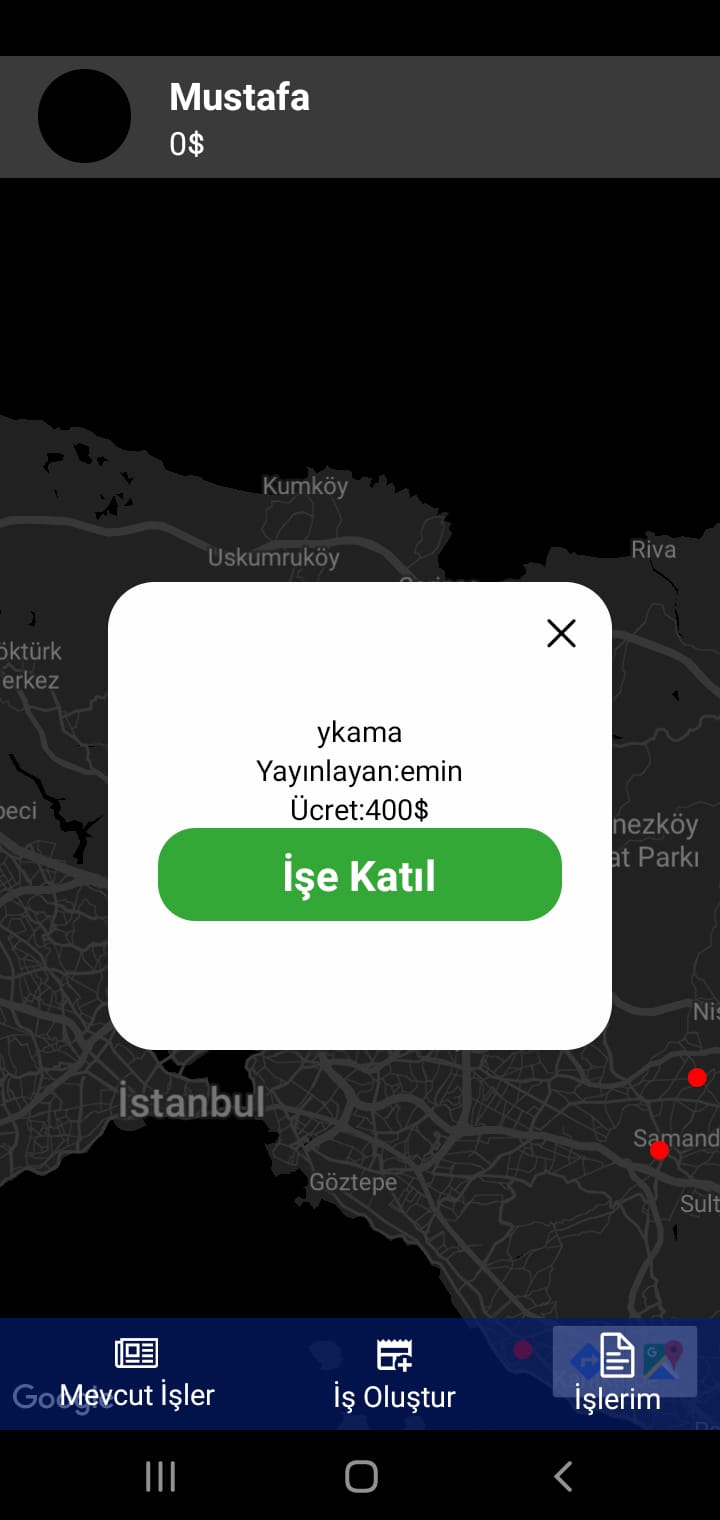 Mustafa
0$
Kumköy
Uskumruköy
Riva
öktürk
erkez
ykama
Yayınlayan:emin
Ücret:400$
İşe Katıl
peci
nezköy
at Parkı
Niş
İstanbul
Samand
Göztepe
Sult
Google
Mevcut İşler
İş Oluştur
İşlerim